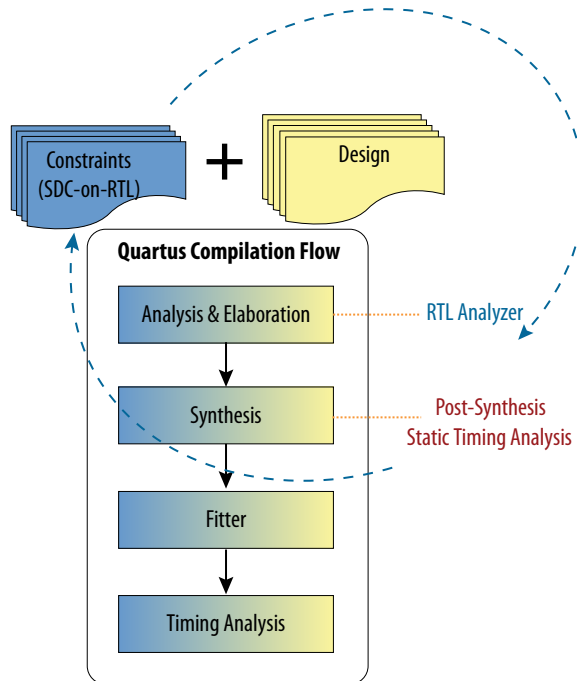 Constraints
(SDC-on-RTL)
+
Design
Quartus Compilation Flow
Analysis & Elaboration
RTL Analyzer
Synthesis
Post-Synthesis
Static Timing Analysis
Fitter
Timing Analysis